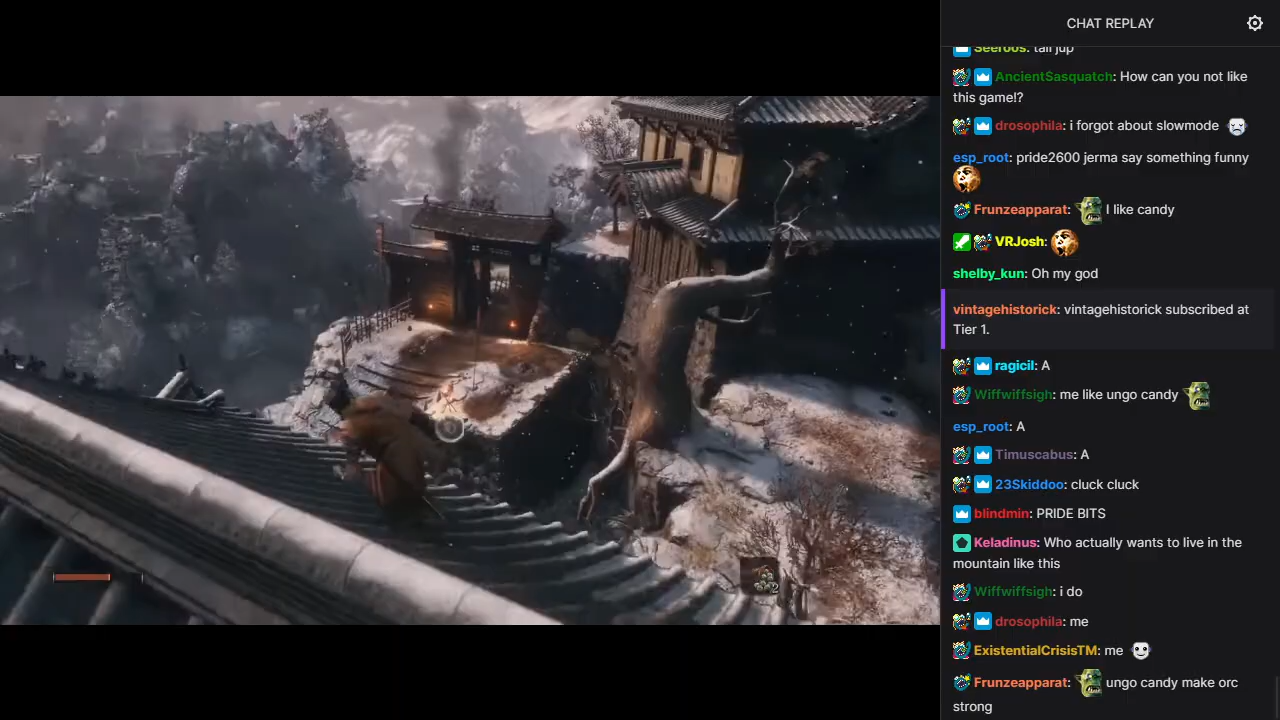 CHAT REPLAY
Seeroos: tall jup
AncientSasquatch: How can you not like
this game!?
drosophila: i forgot about slowmode
esp_root: pride2600 jerma say something funny
Frunzeapparat: I like candy
VRJosh:
shelby_kun: Oh my god
vintagehistorick: vintagehistorick subscribed at
Tier 1.
ragicil: A
Wiffwiffsigh: me like ungo candy
esp_root: A
Timuscabus: A
23Skiddoo: cluck cluck
blindmin: PRIDE BITS
Keladinus: Who actually wants to live in the
mountain like this
Wiffwiffsigh: i do
drosophila: me
ExistentialCrisisTM: me
Frunzeapparat: ungo candy make orc
strong